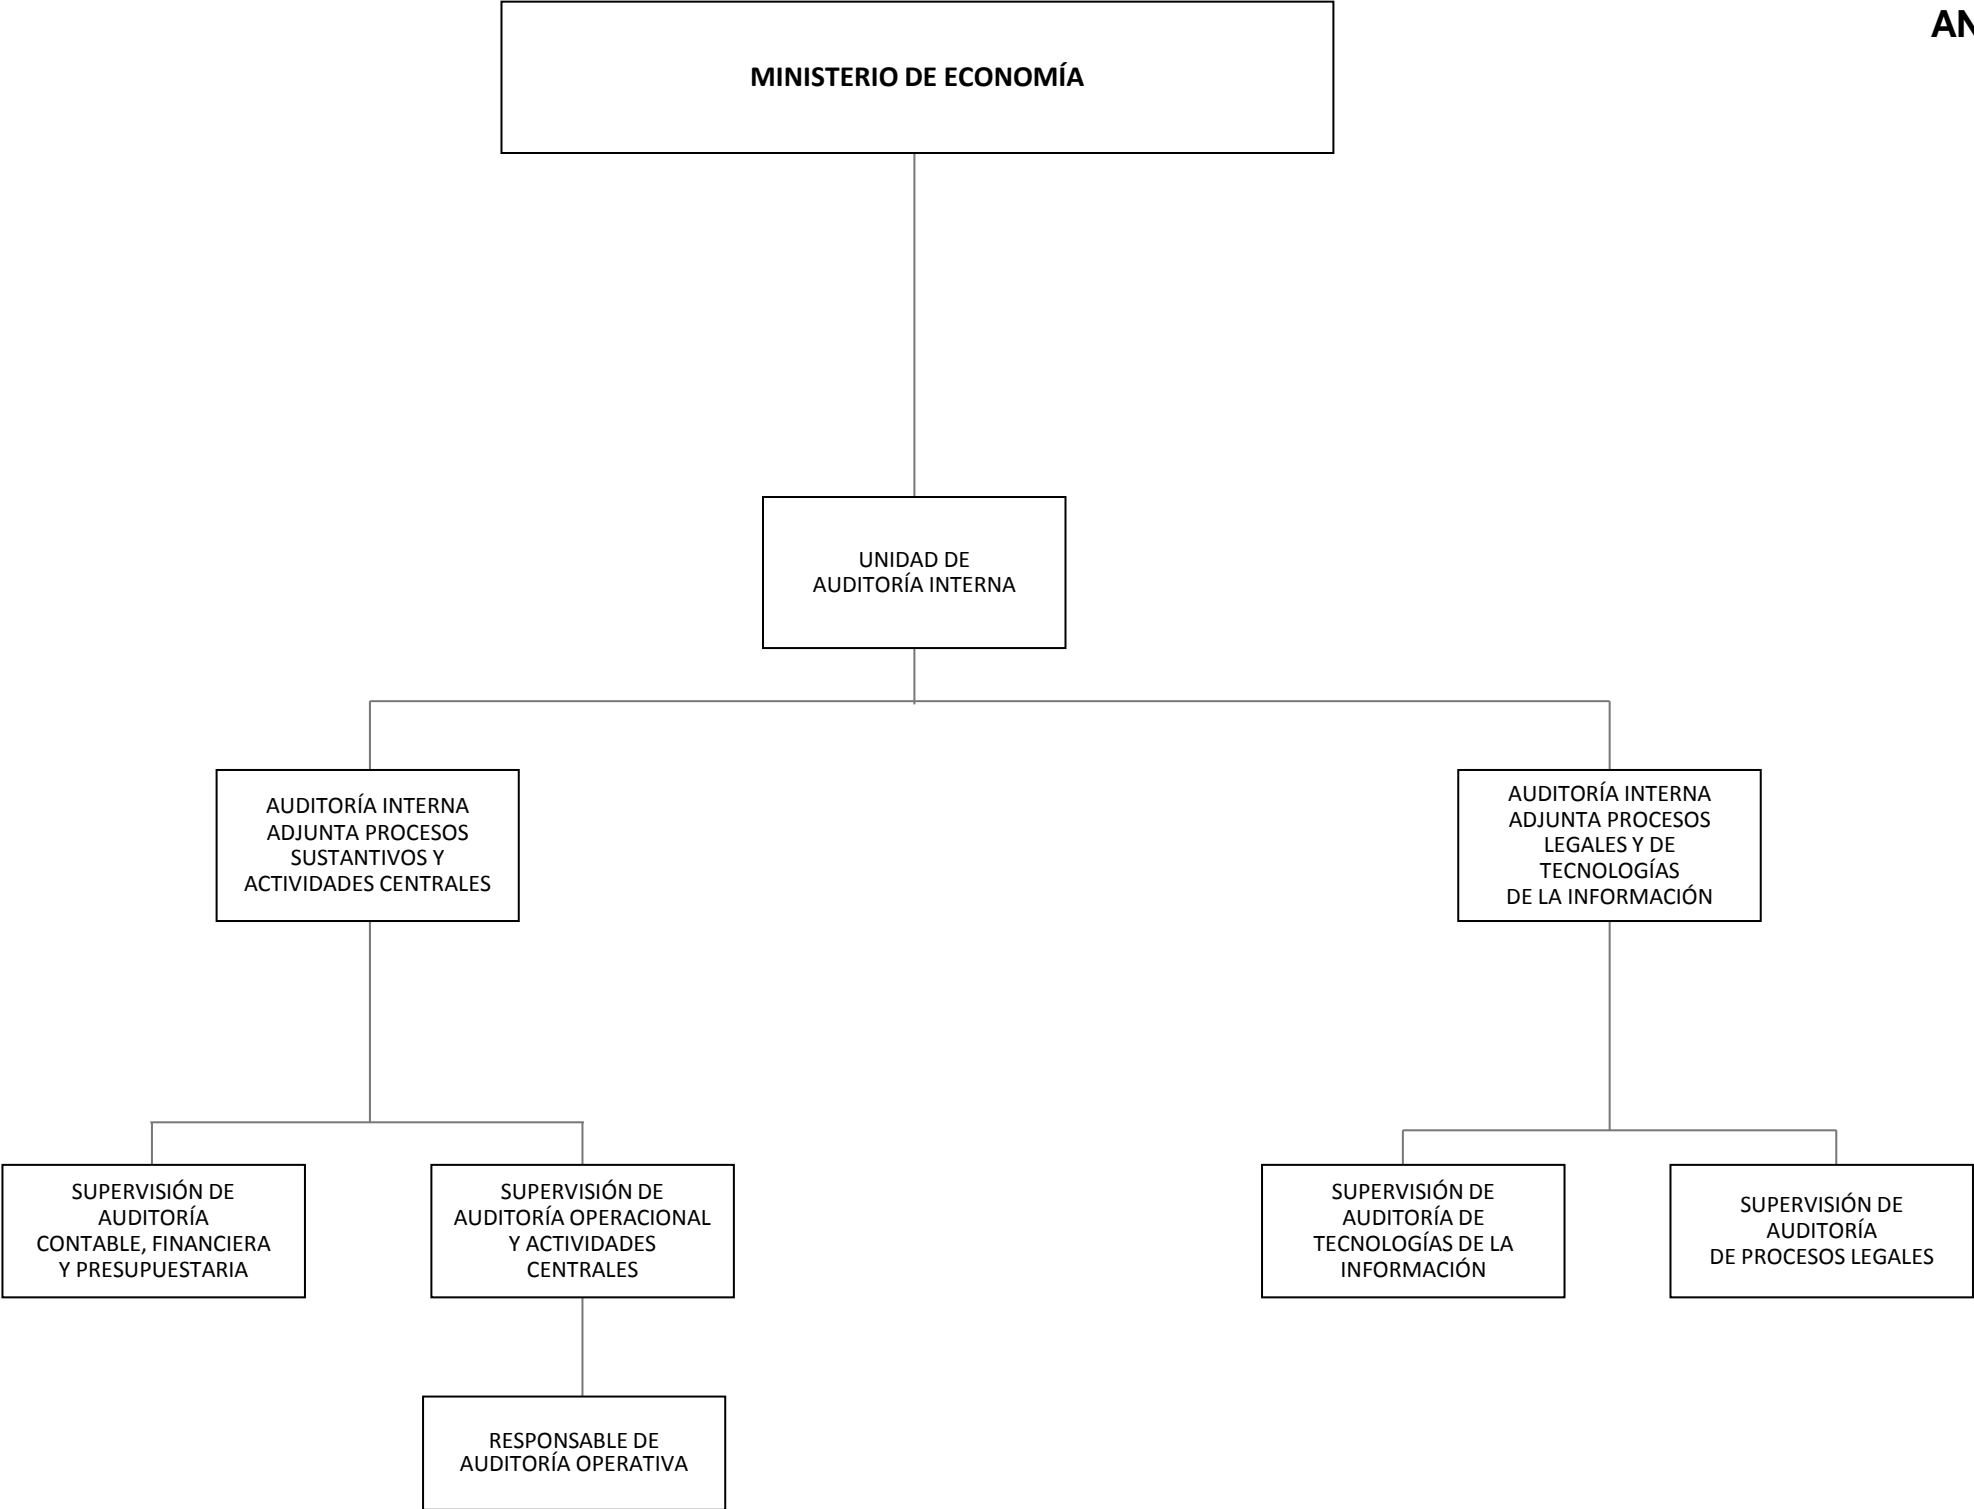 MINISTERIO DE ECONOMÍA
UNIDAD DE
AUDITORÍA INTERNA
AUDITORÍA INTERNA
ADJUNTA PROCESOS
SUSTANTIVOS Y
ACTIVIDADES CENTRALES
AUDITORÍA INTERNA
ADJUNTA PROCESOS
LEGALES Y DE
TECNOLOGÍAS
DE LA INFORMACIÓN
SUPERVISIÓN DE
AUDITORÍA
CONTABLE, FINANCIERA
Y PRESUPUESTARIA
SUPERVISIÓN DE
AUDITORÍA OPERACIONAL
Y ACTIVIDADES
CENTRALES
SUPERVISIÓN DE
AUDITORÍA DE
TECNOLOGÍAS DE LA
INFORMACIÓN
SUPERVISIÓN DE
AUDITORÍA
DE PROCESOS LEGALES
RESPONSABLE DE
AUDITORÍA OPERATIVA